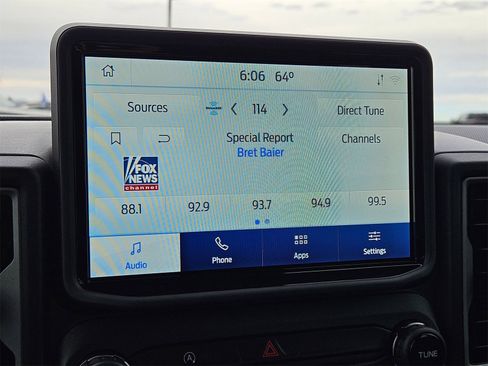 6:06 64°
Sources
114
Direct Tune
Special Report
Channels
Bret Baier
FOX
NEWS
channel
88.1 92.9 93.7 94.9 99.5
Audio
Phone
Apps
Settings
TUNE